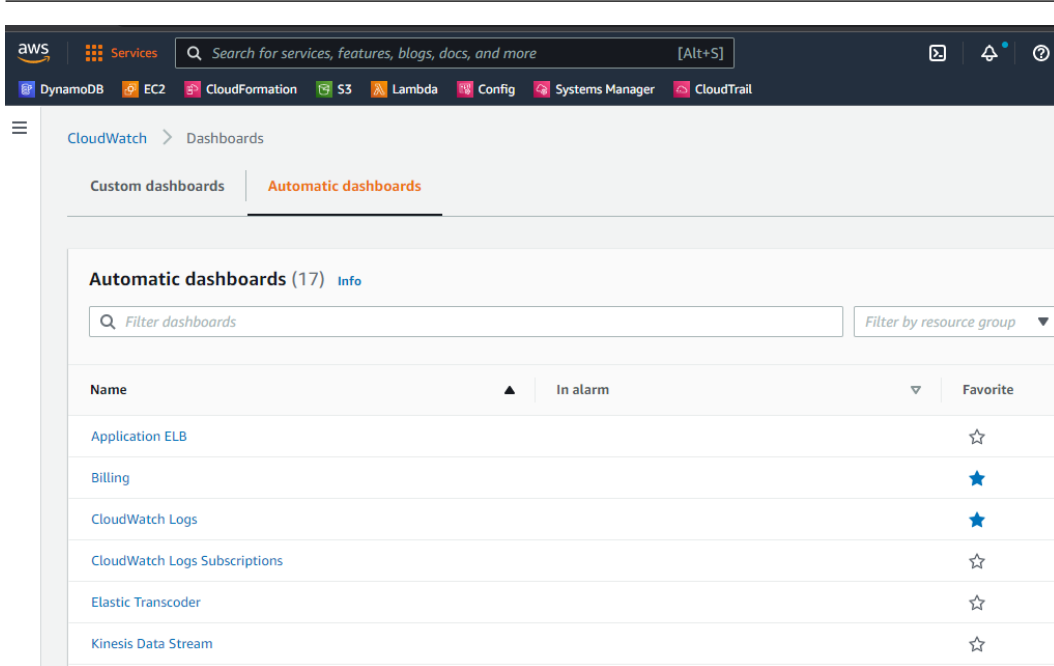 aws Services Search for services, features, blogs, docs, and more [Alt+S]
DynamoDB EC2 CloudFormation S3 Lambda Config Systems Manager CloudTrail
CloudWatch Dashboards
Custom dashboards Automatic dashboards
Automatic dashboards (17) Info
Filter dashboards Filter by resource group
Name In alarm Favorite
Application ELB
Billing
CloudWatch Logs
CloudWatch Logs Subscriptions
Elastic Transcoder
Kinesis Data Stream